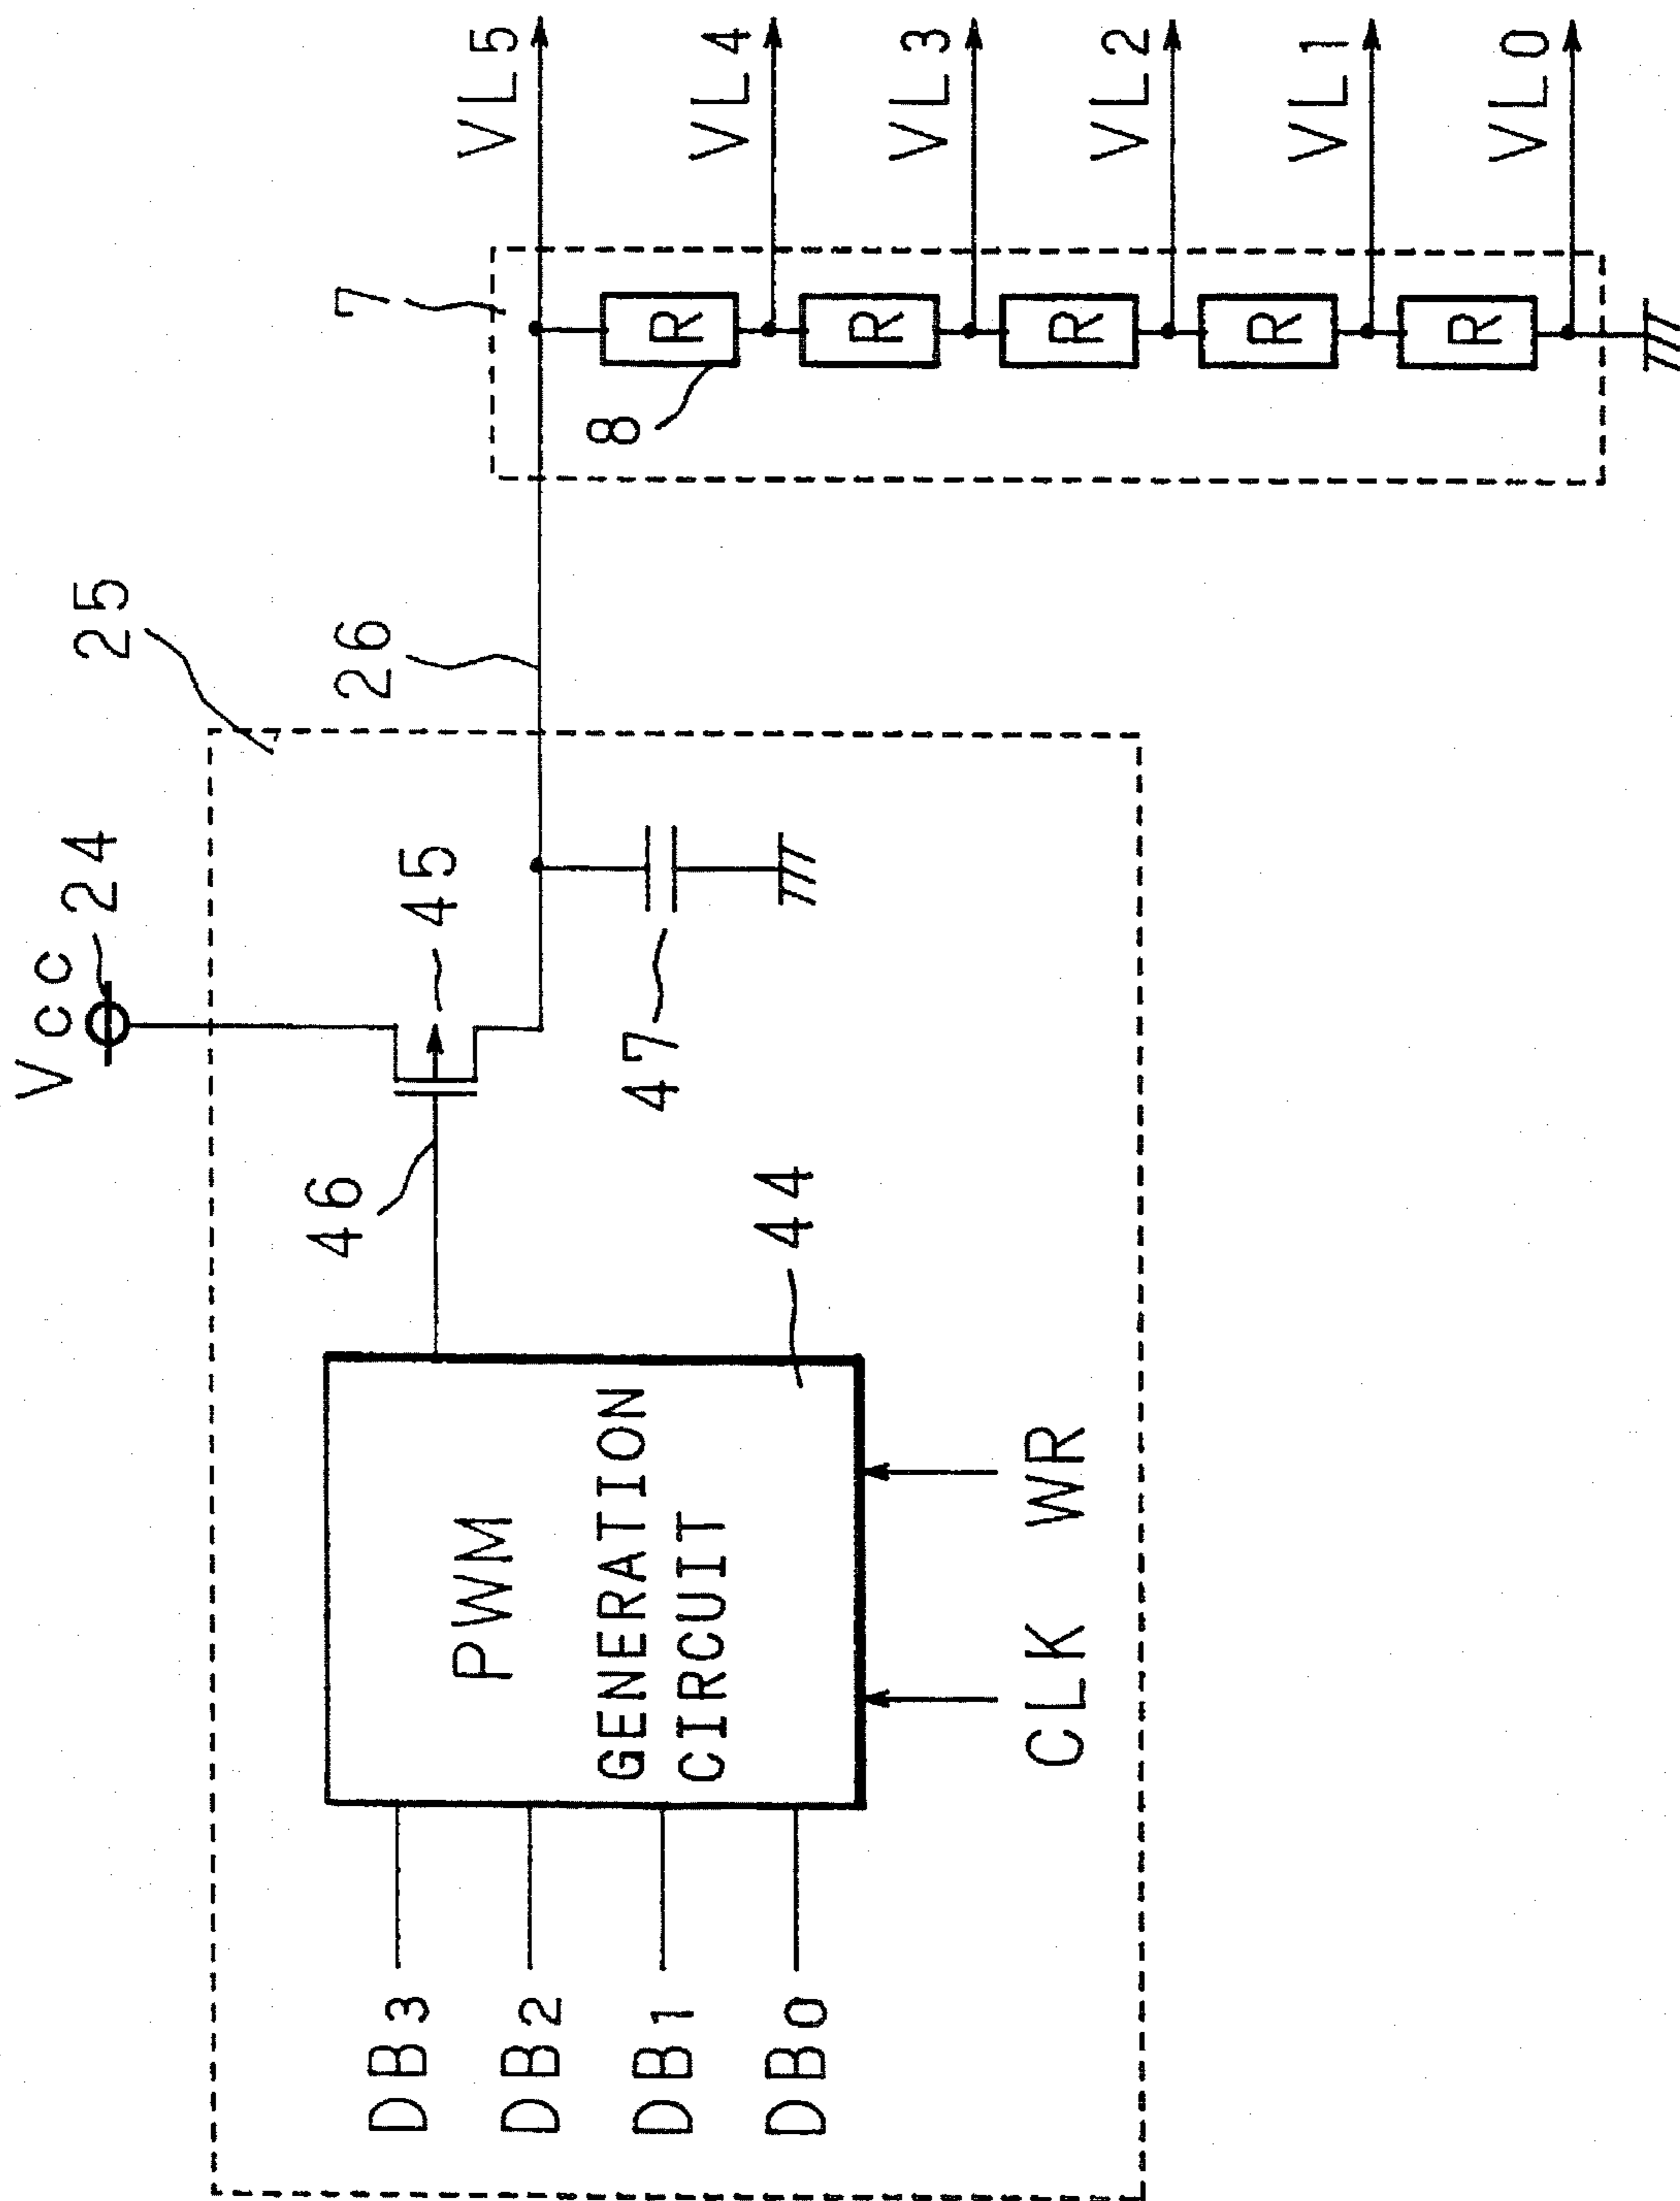 Vcc
24
25
46
45
26
7
VL5
8
VL4
VL3
VL2
VL1
VL0
47
44
PWM
GENERATION
CIRCUIT
DB3
DB2
DB1
DB0
CLK WR
R
R
R
R
R